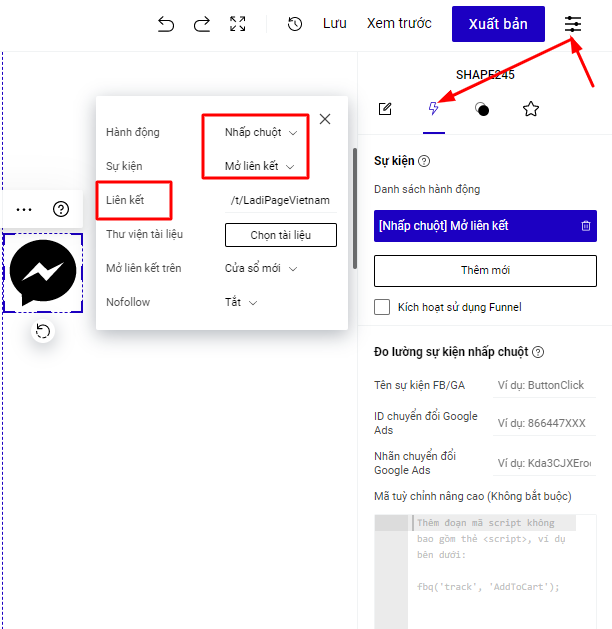 Lưu
Xem trước
Xuất bản
SHAPE245
Hành động
Nhấp chuột
Sự kiện
Mở liên kết
Liên kết
/t/LadiPageVietnam
Thư viện tài liệu
Chọn tài liệu
Mở liên kết trên
Cửa sổ mới
Nofollow
Tắt
Sự kiện
Danh sách hành động
[Nhấp chuột] Mở liên kết
Thêm mới
Kích hoạt sử dụng Funnel
Đo lường sự kiện nhấp chuột
Tên sự kiện FB/GA
Ví dụ: ButtonClick
ID chuyển đổi Google
Ads
Ví dụ: 866447XXX
Nhãn chuyển đổi
Google Ads
Ví dụ: Kda3CJXEro
Mã tuỳ chỉnh nâng cao (Không bắt buộc)
Thêm đoạn mã script không
bao gồm thẻ <script>, ví dụ
bên dưới:
fbq('track', 'AddToCart');